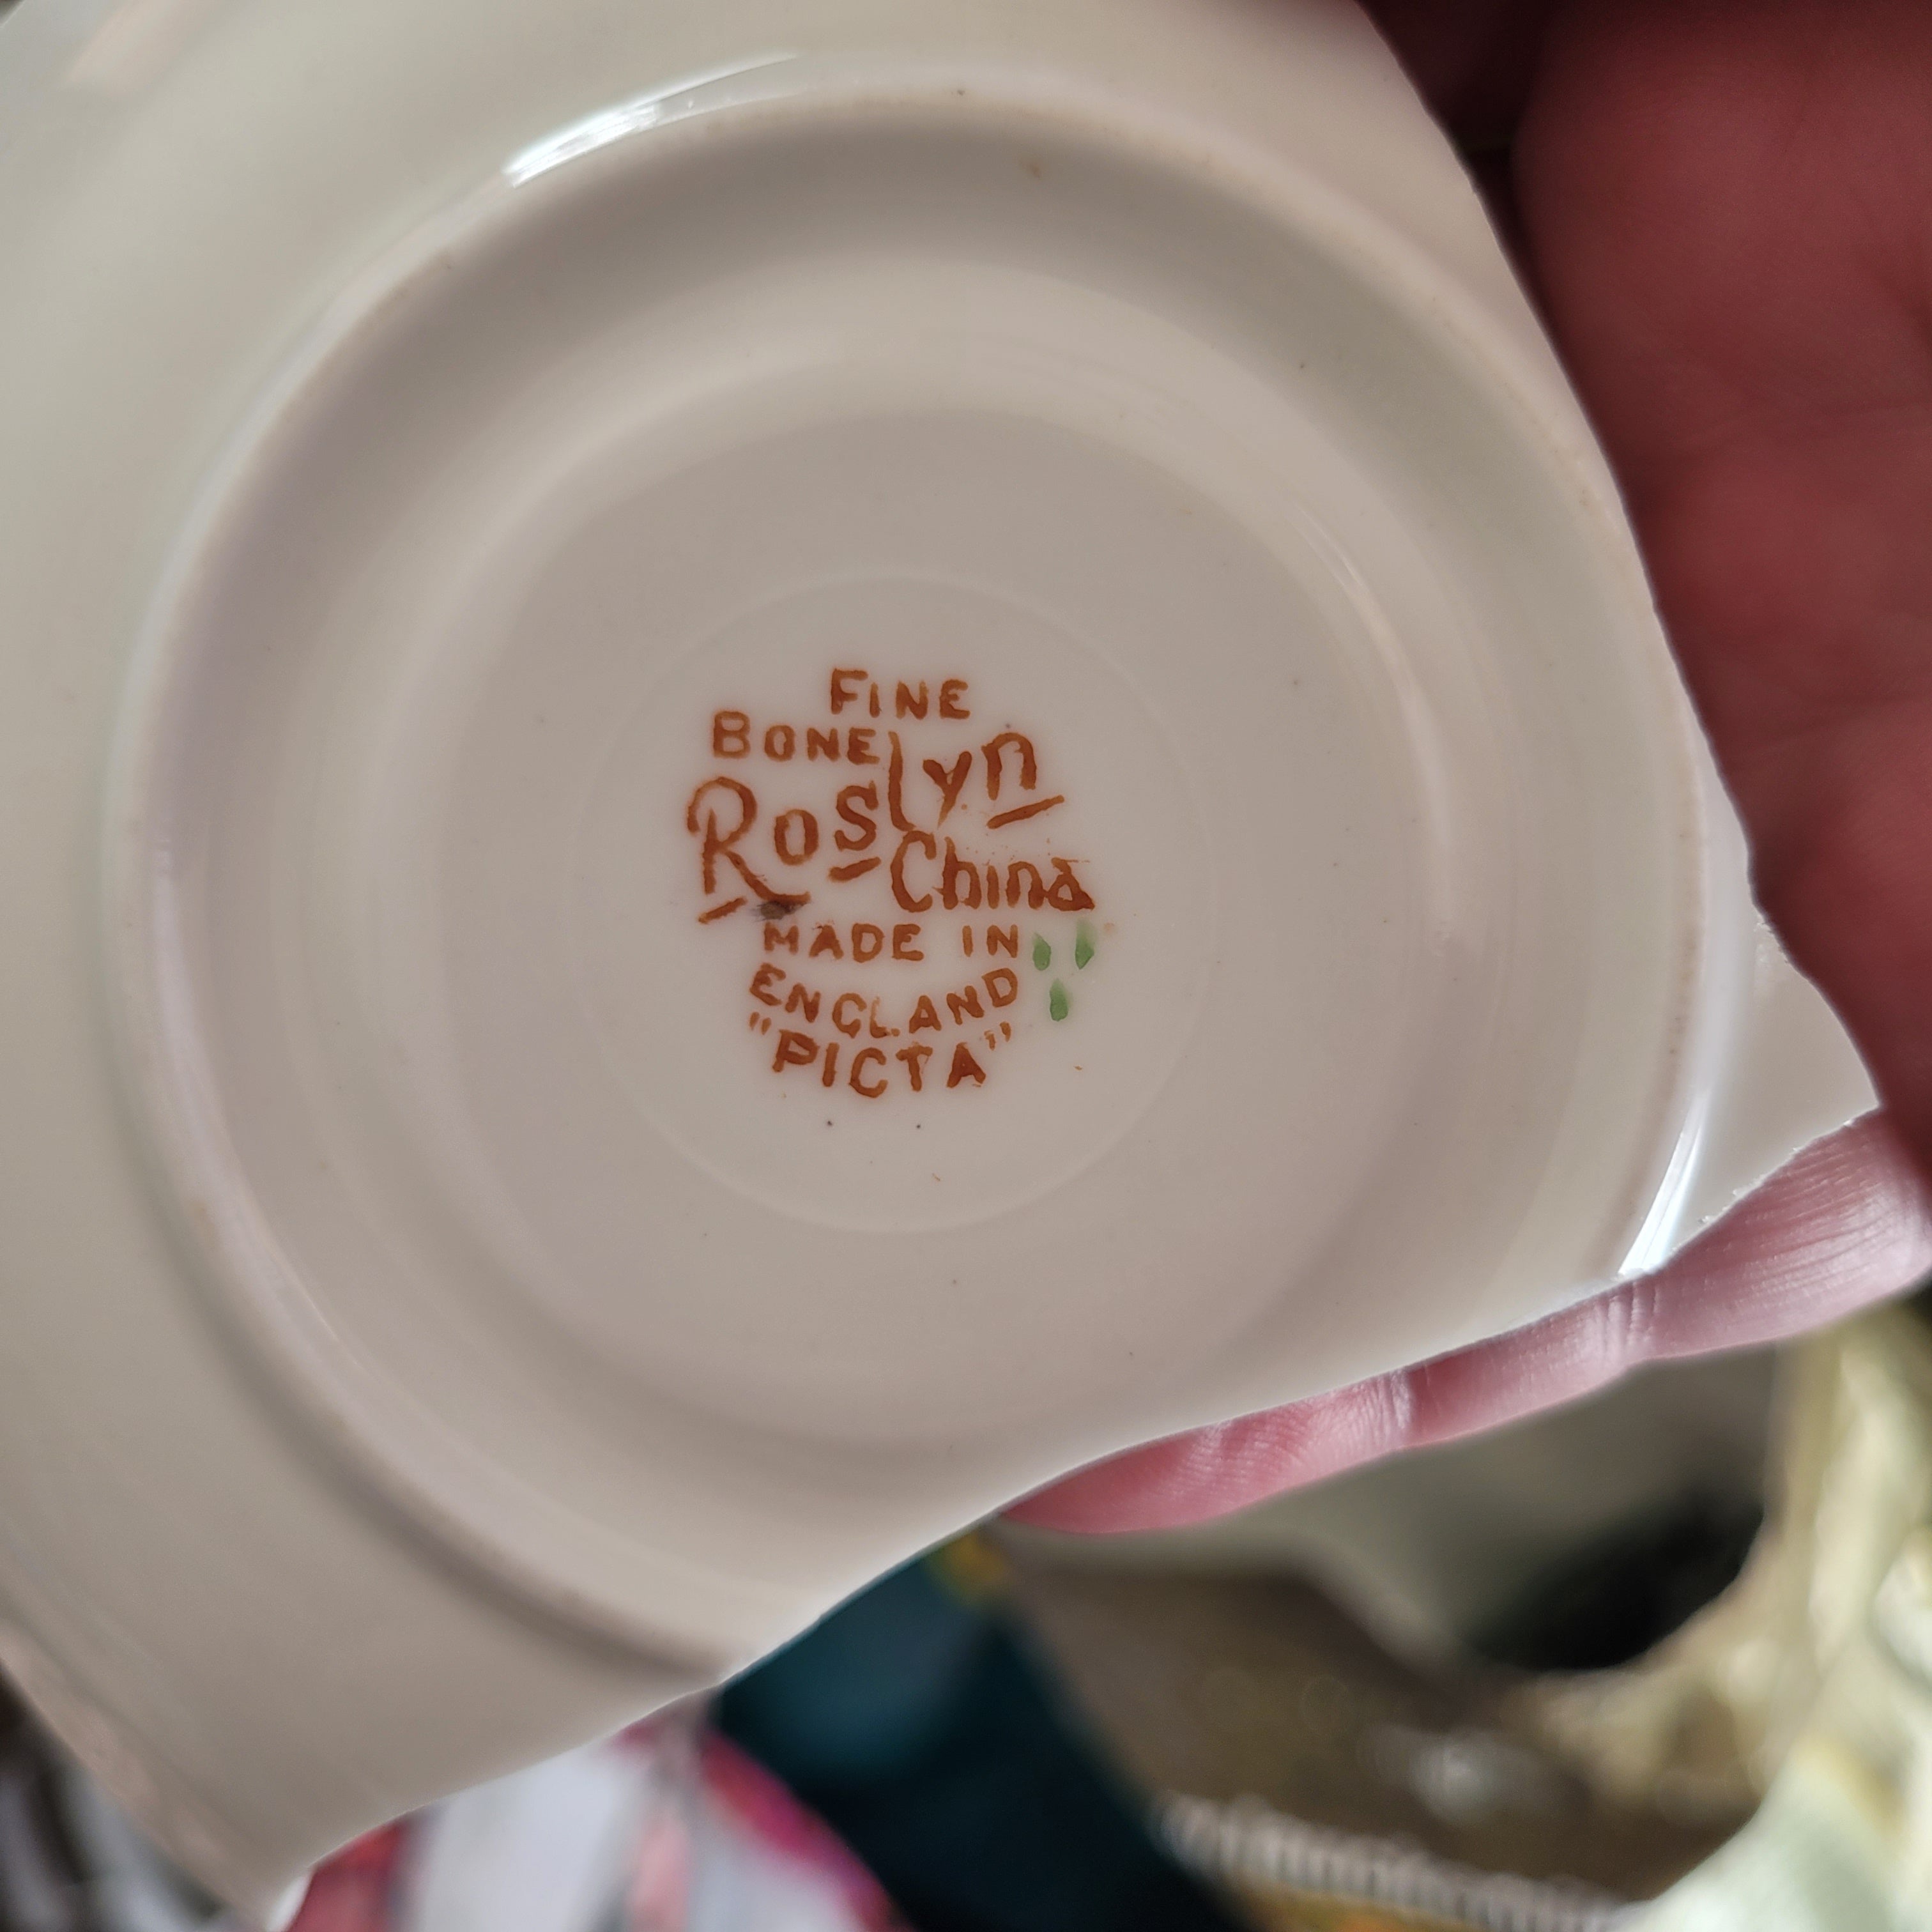 FINE
BONE
Roslyn
China
MADE IN
ENGLAND
"PICTA"